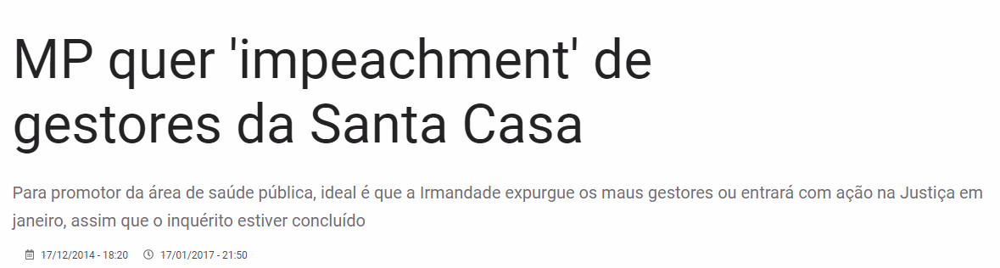 MP quer 'impeachment' de
gestores da Santa Casa
Para promotor da área de saúde pública, ideal é que a Irmandade expurgue os maus gestores ou entrará com ação na Justiça em
janeiro, assim que o inquérito estiver concluído
17/12/2014 - 18:20 17/01/2017 - 21:50